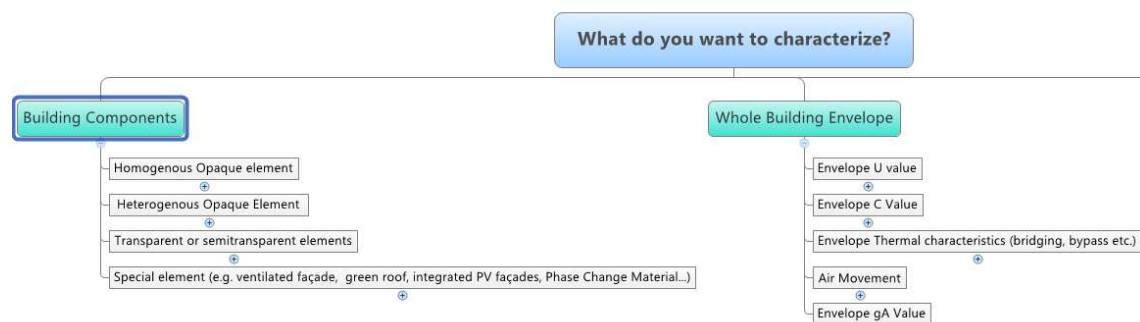 What do you want to characterize?
Building Components
Whole Building Envelope
Homogenous Opaque element
Heterogenous Opaque Element
Transparent or semitransparent elements
Special element (e.g. ventilated façade, green roof, integrated PV façades, Phase Change Material...)
Envelope U value
Envelope C Value
Envelope Thermal characteristics (bridging, bypass etc.)
Air Movement
Envelope gA Value